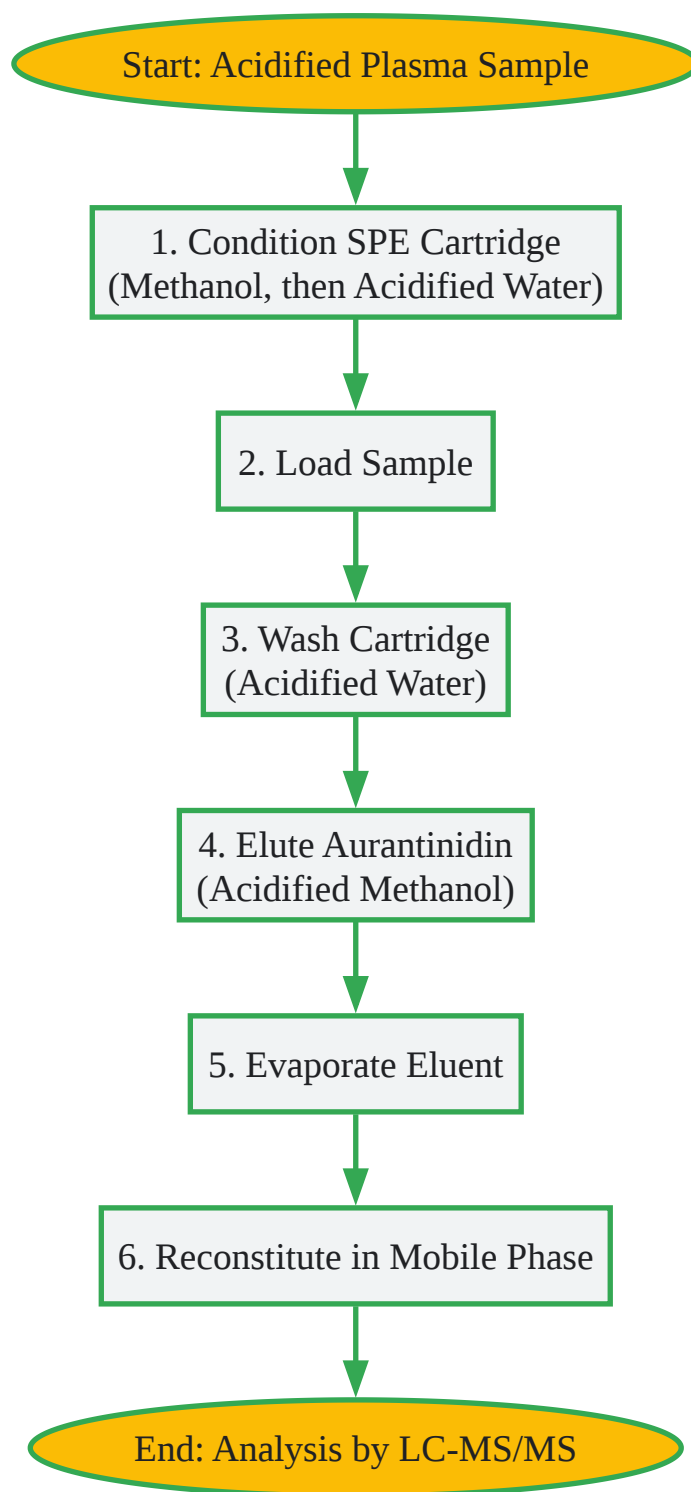 Start: Acidified Plasma Sample
1. Condition SPE Cartridge
(Methanol, then Acidified Water)
2. Load Sample
3. Wash Cartridge
(Acidified Water)
4. Elute Aurantinidin
(Acidified Methanol)
5. Evaporate Eluent
6. Reconstitute in Mobile Phase
End: Analysis by LC-MS/MS